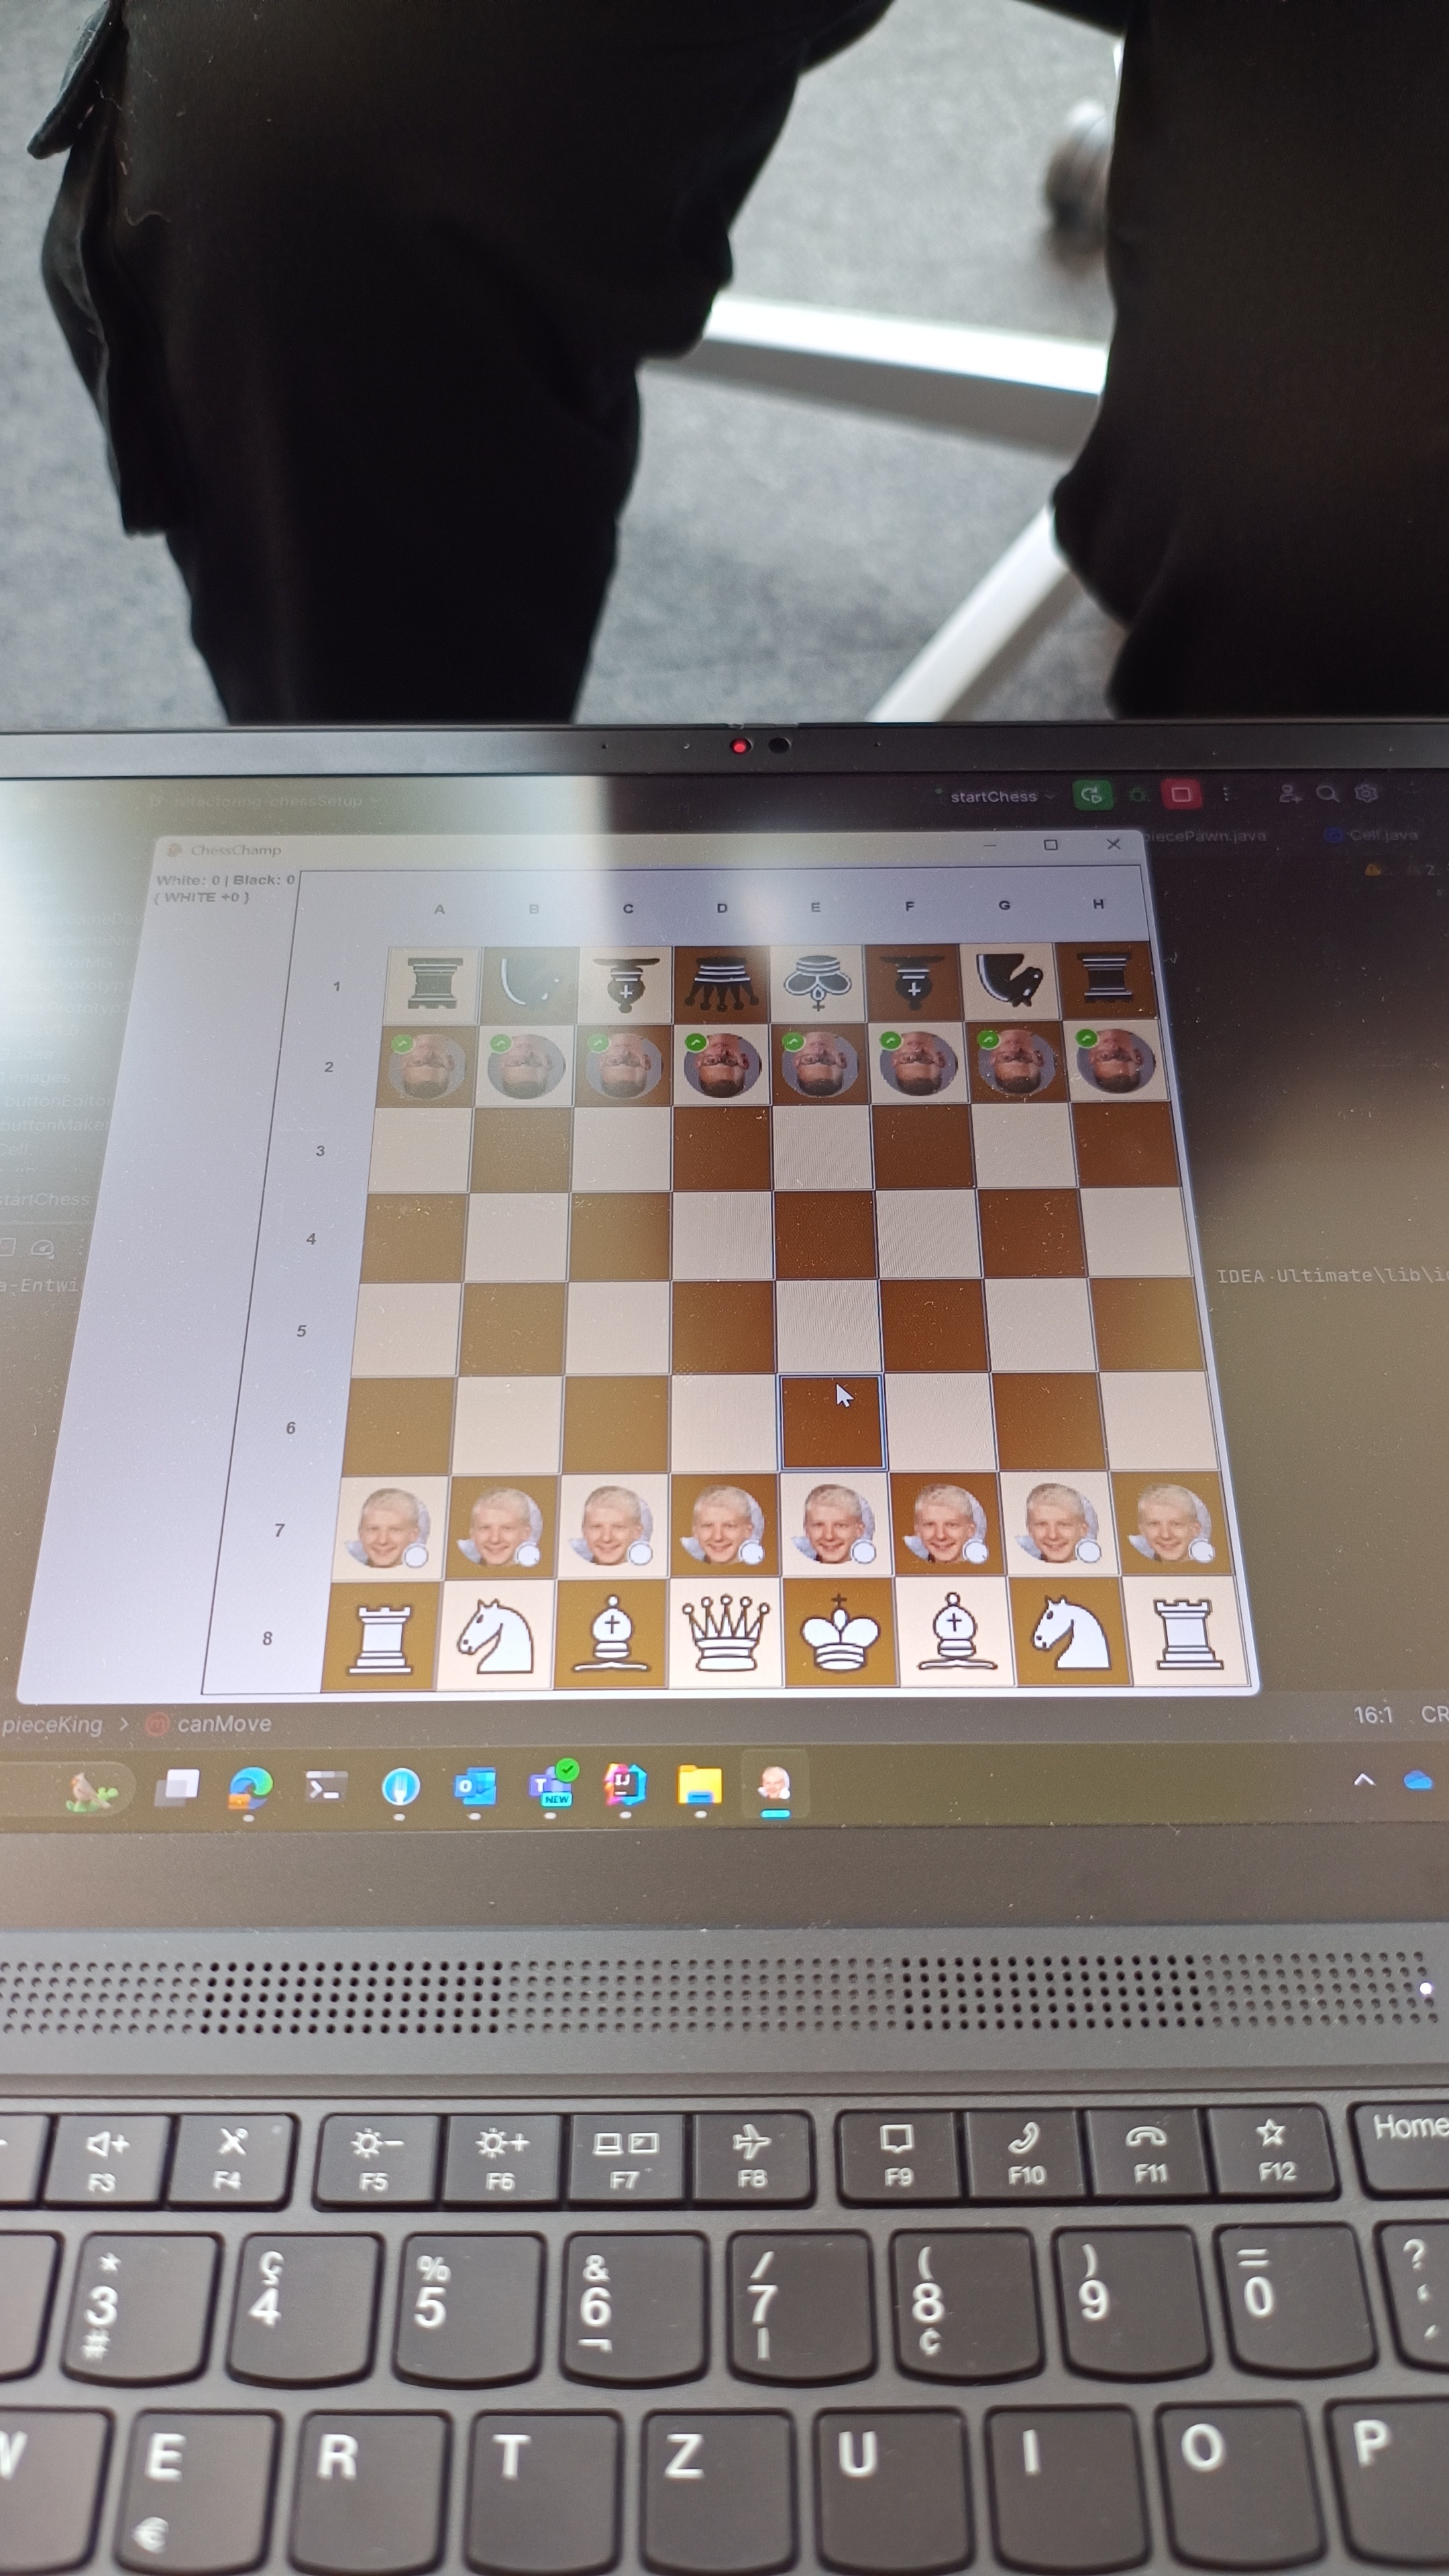 refactoring-chessSetup
startChess
ChessChamp
piecePawn.java
Cell.java
White: 0 | Black: 0
( WHITE +0 )
2
A B C D E F G H
1
2
3
4
5
6
7
8
images
buttonEditor
buttonMaker
Cell
startChess
a-Entwi
IDEA Ultimate\lib\i
pieceKing > m canMove
16:1 CR
NEW
F3 F4 F5 F6 F7 F8 F9 F10 F11 F12 Home
* ç % & / ( ) = ?
3 4 5 6 7 8 9 0 '
# ¬ | ¢
W E R T Z U I O P
€